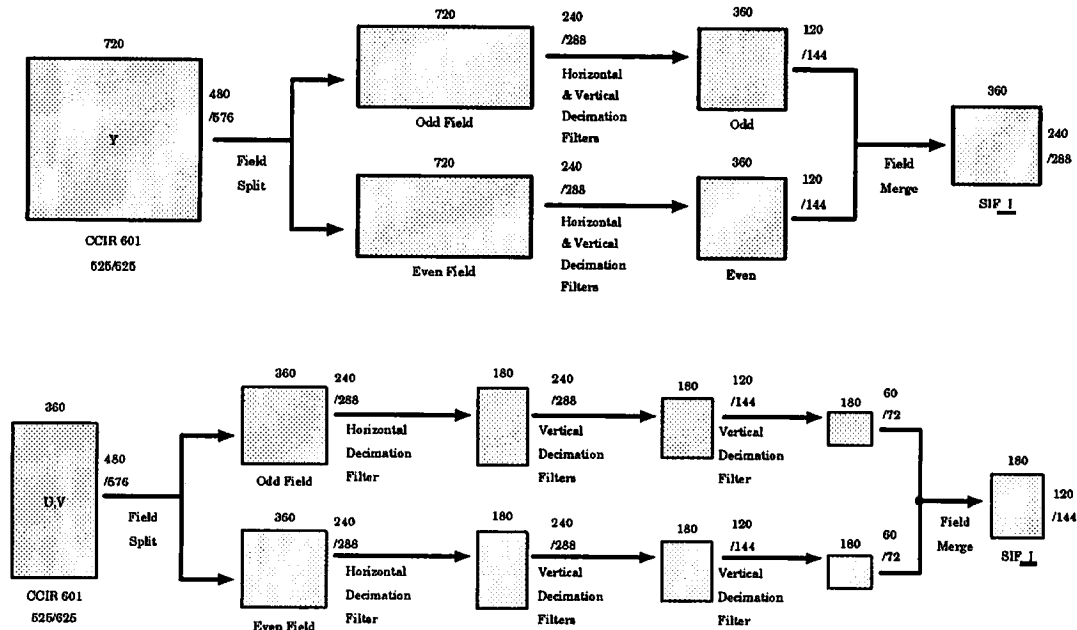 720
Y
480
/576
CCIR 601
525/625
Field
Split
720
Odd Field
240
/288
Horizontal
& Vertical
Decimation
Filters
360
Odd
120
/144
720
Even Field
240
/288
Horizontal
& Vertical
Decimation
Filters
360
Even
120
/144
Field
Merge
360
240
/288
SIF_I
360
U,V
480
/576
CCIR 601
525/625
Field
Split
360
Odd Field
240
/288
Horizontal
Decimation
Filter
180
240
/288
Vertical
Decimation
Filters
180
120
/144
Vertical
Decimation
Filter
180
60
/72
360
Even Field
240
/288
Horizontal
Decimation
Filter
180
240
/288
Vertical
Decimation
Filters
180
120
/144
Vertical
Decimation
Filter
180
60
/72
Field
Merge
180
120
/144
SIF_I